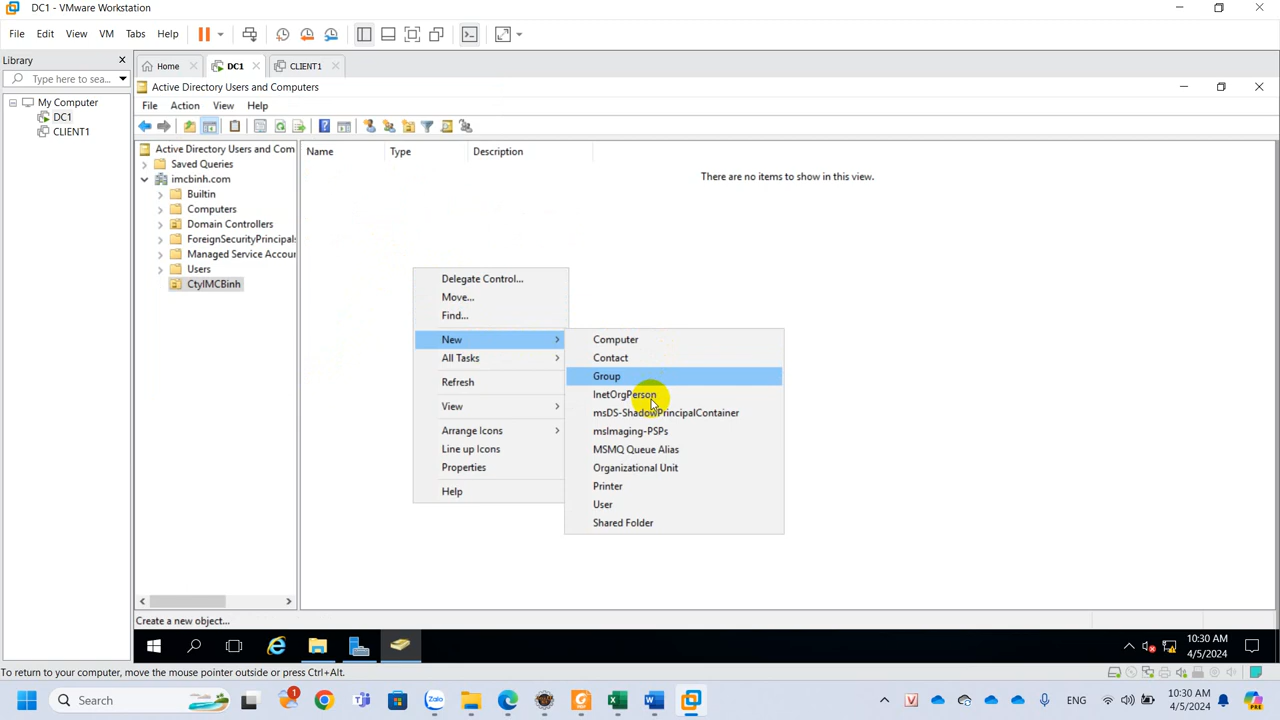 DC1 - VMware Workstation
File Edit View VM Tabs Help
Library
Type here to sea...
My Computer
DC1
CLIENT1
Home
DC1
CLIENT1
Active Directory Users and Computers
File Action View Help
Active Directory Users and Com
Saved Queries
imcbinh.com
Builtin
Computers
Domain Controllers
ForeignSecurityPrincipals
Managed Service Accour
Users
CtyIMCBinh
Name Type Description
There are no items to show in this view.
Delegate Control...
Move...
Find...
New
All Tasks
Refresh
View
Arrange Icons
Line up Icons
Properties
Help
Computer
Contact
Group
InetOrgPerson
msDS-ShadowPrincipalContainer
msImaging-PSPs
MSMQ Queue Alias
Organizational Unit
Printer
User
Shared Folder
Create a new object...
10:30 AM
4/5/2024
To return to your computer, move the mouse pointer outside or press Ctrl+Alt.
Search
1
Zalo
ENG
10:30 AM
4/5/2024
PRE